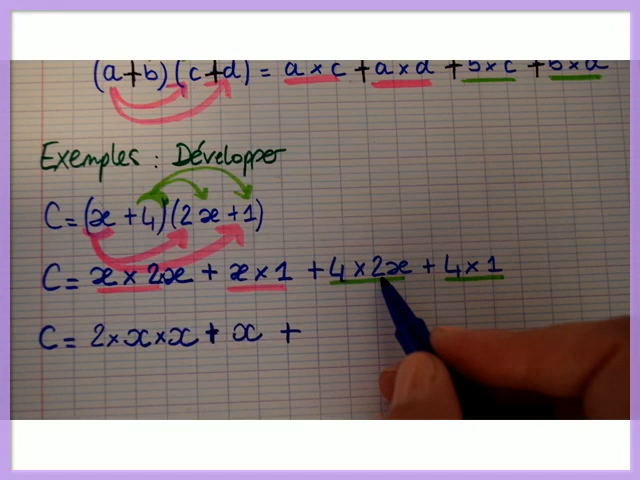 (a+b)(c+d) = a×c + a×d + b×c + b×d
Exemples : Développer
C = (x + 4)(2x + 1)
C = x × 2x + x × 1 + 4 × 2x + 4 × 1
C = 2 × x × x + x +